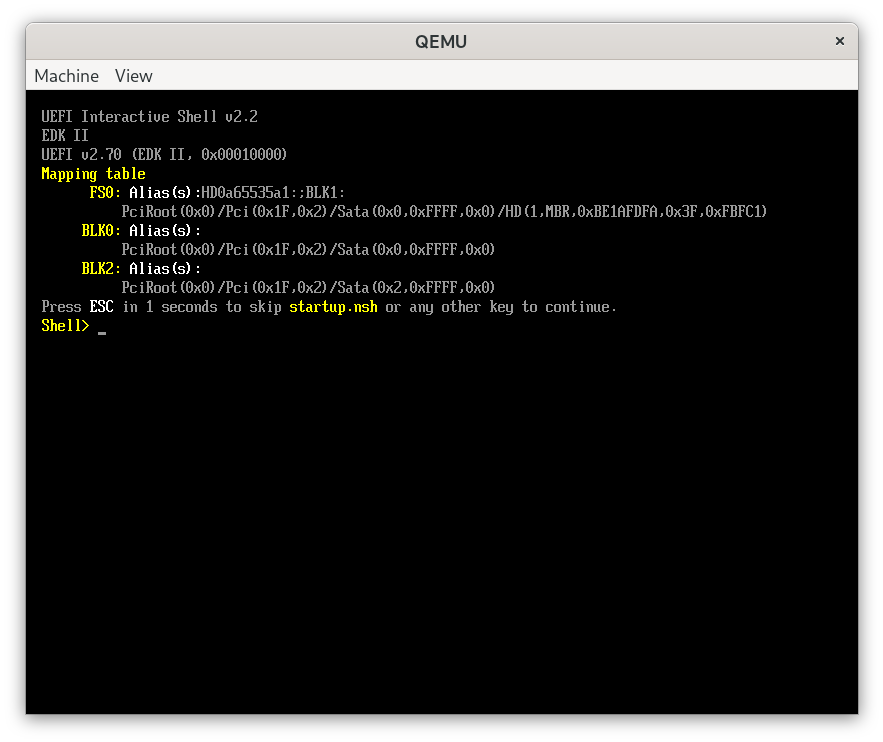 QEMU
×
Machine View
UEFI Interactive Shell v2.2
EDK II
UEFI v2.70 (EDK II, 0x00010000)
Mapping table
FS0: Alias(s):HD0a65535a1:;BLK1:
PciRoot(0x0)/Pci(0x1F,0x2)/Sata(0x0,0xFFFF,0x0)/HD(1,MBR,0xBE1AFDFA,0x3F,0xFBFC1)
BLK0: Alias(s):
PciRoot(0x0)/Pci(0x1F,0x2)/Sata(0x0,0xFFFF,0x0)
BLK2: Alias(s):
PciRoot(0x0)/Pci(0x1F,0x2)/Sata(0x2,0xFFFF,0x0)
Press ESC in 1 seconds to skip startup.nsh or any other key to continue.
Shell> _